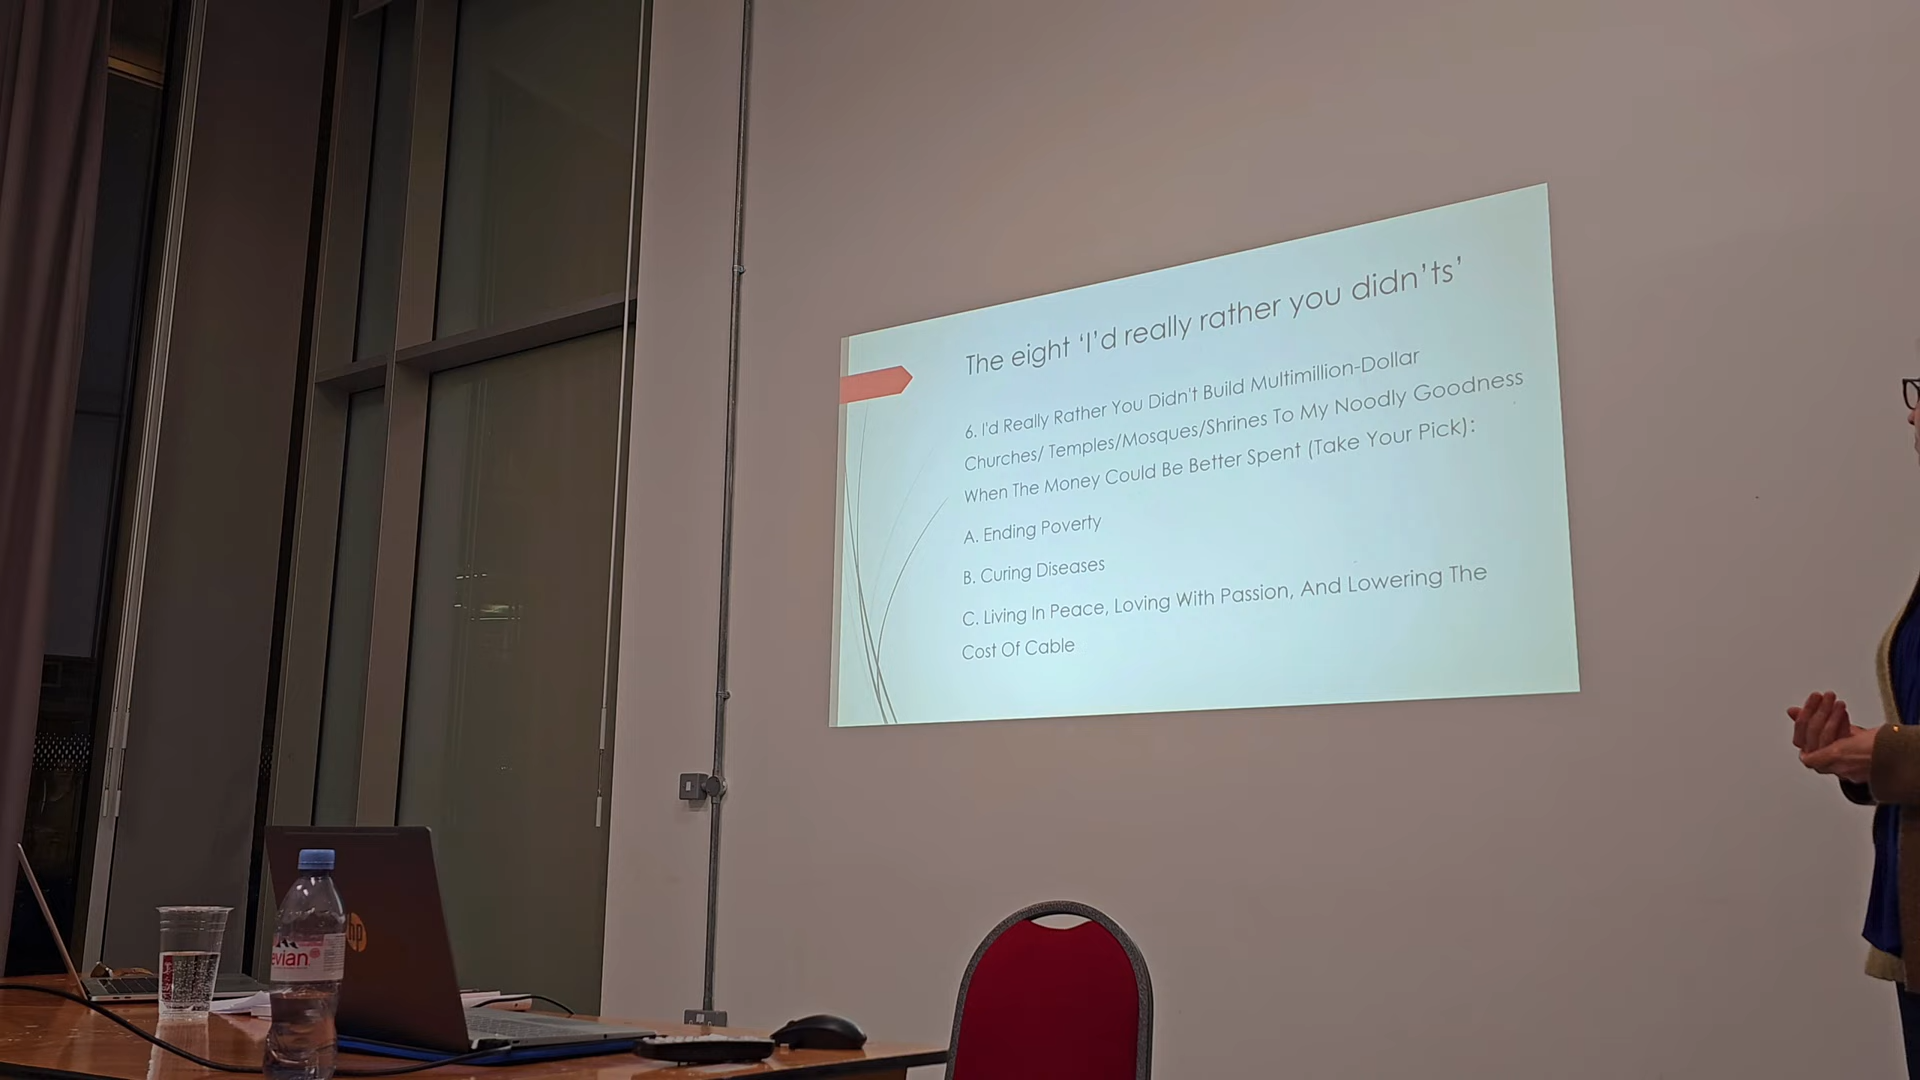 The eight ‘I’d really rather you didn’ts’
6. I'd Really Rather You Didn't Build Multimillion-Dollar
Churches/ Temples/Mosques/Shrines To My Noodly Goodness
When The Money Could Be Better Spent (Take Your Pick):
A. Ending Poverty
B. Curing Diseases
C. Living In Peace, Loving With Passion, And Lowering The
Cost Of Cable
hp
evian